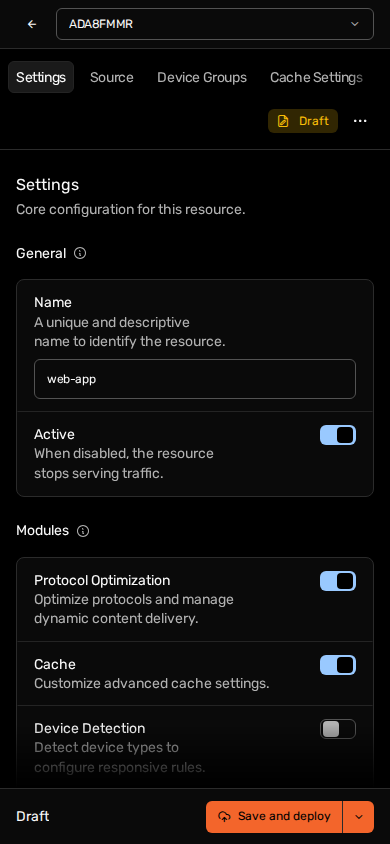 ADA8FMMR
Settings Source Device Groups Cache Settings
Draft
Settings
Core configuration for this resource.
General
Name
A unique and descriptive
name to identify the resource.
web-app
Active
When disabled, the resource
stops serving traffic.
Modules
Protocol Optimization
Optimize protocols and manage
dynamic content delivery.
Cache
Customize advanced cache settings.
Device Detection
Detect device types to
configure responsive rules.
Draft Save and deploy